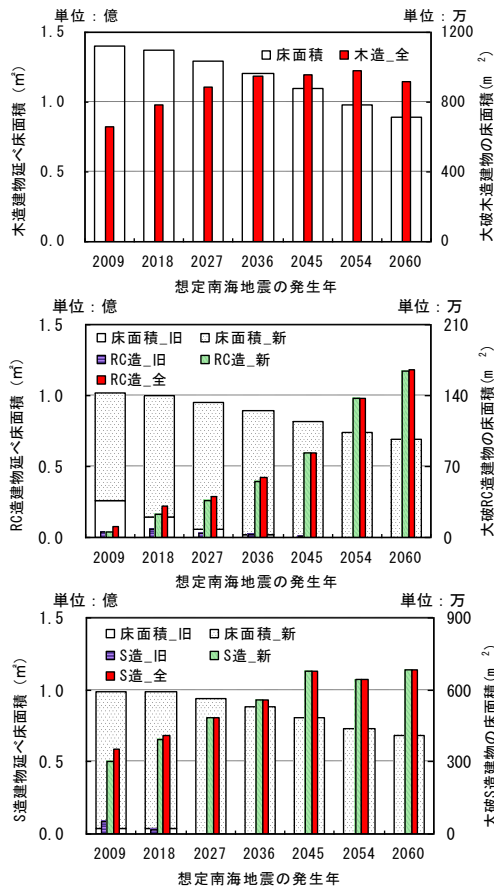 単位：億 単位：万
1.5 1200
床面積 木造_全
1.0 800
0.5 400
0.0 0
木造建物延べ床面積（㎡）
大破木造建物の床面積(m²)
2009 2018 2027 2036 2045 2054 2060
想定南海地震の発生年
単位：億 単位：万
1.5 210
床面積_旧 床面積_新
RC造_旧 RC造_新
RC造_全
1.0 140
0.5 70
0.0 0
RC造建物延べ床面積（㎡）
大破RC造建物の床面積(m²)
2009 2018 2027 2036 2045 2054 2060
想定南海地震の発生年
単位：億 単位：万
1.5 900
床面積_旧 床面積_新
S造_旧 S造_新
S造_全
1.0 600
0.5 300
0.0 0
S造建物延べ床面積（㎡）
大破S造建物の床面積(m²)
2009 2018 2027 2036 2045 2054 2060
想定南海地震の発生年